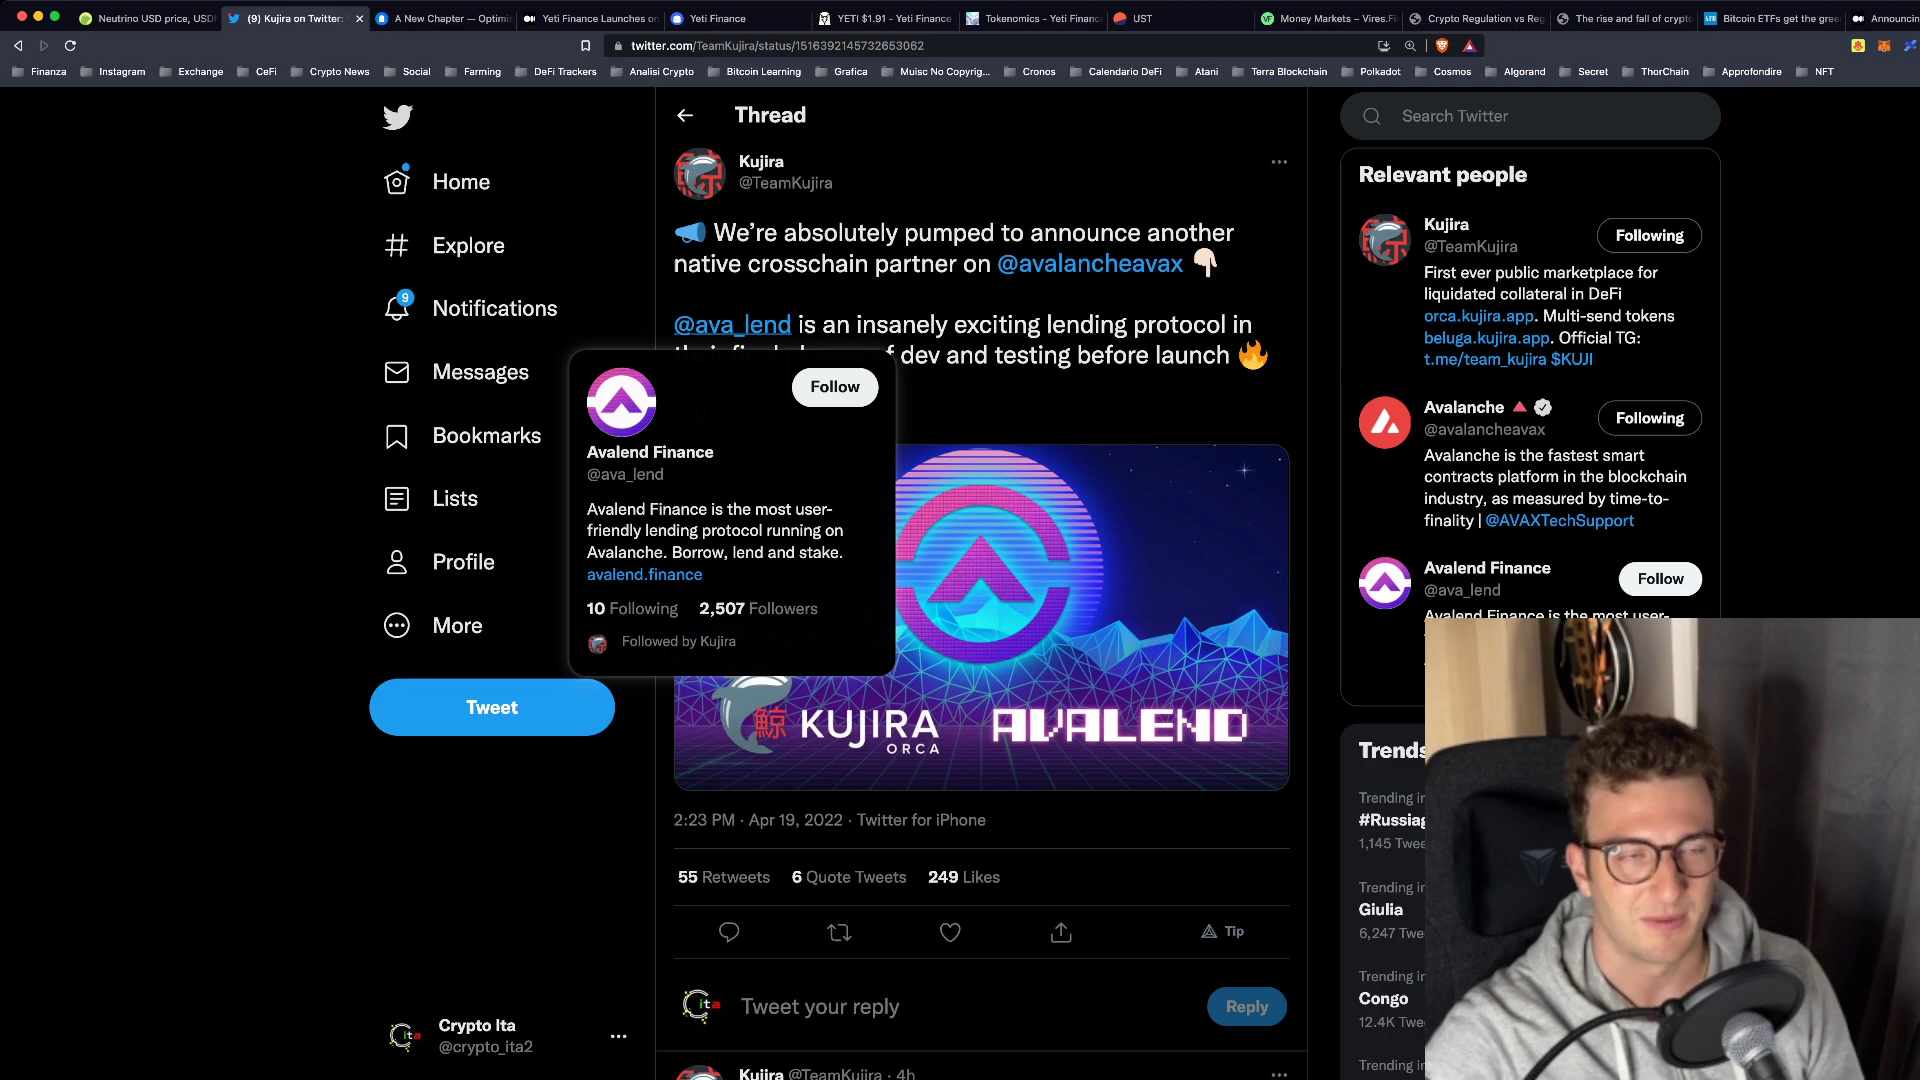 Neutrino USD price, USDI
(9) Kujira on Twitter:
A New Chapter – Optimis
Yeti Finance Launches on
Yeti Finance
YETI $1.91 - Yeti Finance
Tokenomics - Yeti Financ
UST
Money Markets – Vires.Fi
Crypto Regulation vs Reg
The rise and fall of crypto
Bitcoin ETFs get the gree
Announcin
twitter.com/TeamKujira/status/1516392145732653062
Finanza
Instagram
Exchange
CeFi
Crypto News
Social
Farming
DeFi Trackers
Analisi Crypto
Bitcoin Learning
Grafica
Muisc No Copyrig...
Cronos
Calendario DeFi
Atani
Terra Blockchain
Polkadot
Cosmos
Algorand
Secret
ThorChain
Approfondire
NFT
Home
Explore
9
Notifications
Messages
Bookmarks
Lists
Profile
More
Tweet
Crypto Ita
@crypto_ita2
Thread
Kujira
@TeamKujira
We're absolutely pumped to announce another
native crosschain partner on @avalancheavax
@ava_lend is an insanely exciting lending protocol in
dev and testing before launch
Follow
Avalend Finance
@ava_lend
Avalend Finance is the most user-
friendly lending protocol running on
Avalanche. Borrow, lend and stake.
avalend.finance
10 Following 2,507 Followers
Followed by Kujira
鯨 KUJIRA
ORCA
AVALEND
2:23 PM · Apr 19, 2022 · Twitter for iPhone
55 Retweets 6 Quote Tweets 249 Likes
Tip
ita
Tweet your reply
Reply
Kujira @TeamKujira · 4h
Search Twitter
Relevant people
Kujira
@TeamKujira
Following
First ever public marketplace for
liquidated collateral in DeFi
orca.kujira.app. Multi-send tokens
beluga.kujira.app. Official TG:
t.me/team_kujira $KUJI
Avalanche
@avalancheavax
Following
Avalanche is the fastest smart
contracts platform in the blockchain
industry, as measured by time-to-
finality | @AVAXTechSupport
Avalend Finance
@ava_lend
Follow
Avalend Finance is the most user-
Trends
Trending in
#Russiag
1,145 Twee
Trending in
Giulia
6,247 Twe
Trending in
Congo
12.4K Twe
Trending in